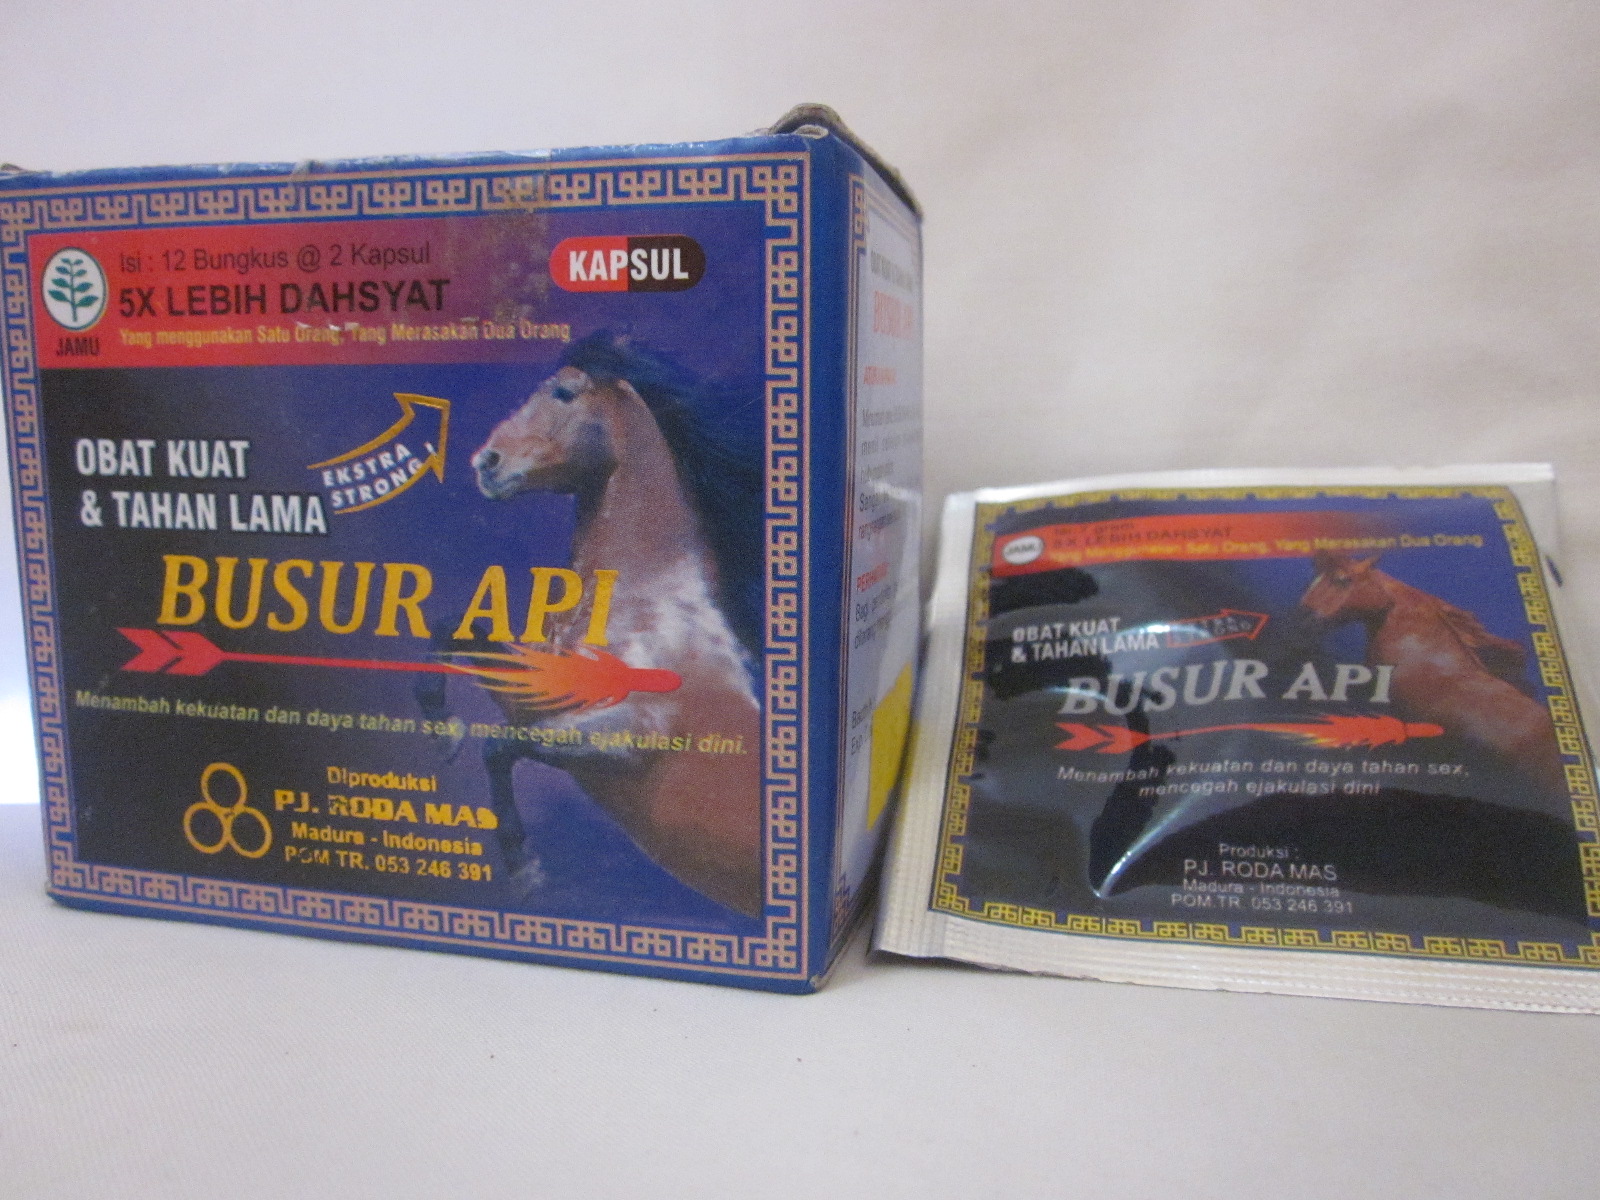 Isi : 12 Bungkus @ 2 Kapsul
5X LEBIH DAHSYAT
Yang menggunakan Satu Orang, Yang Merasakan Dua Orang
JAMU
KAPSUL
OBAT KUAT
& TAHAN LAMA
EKSTRA
STRONG !
BUSUR API
Menambah kekuatan dan daya tahan sex, mencegah ejakulasi dini.
Diproduksi
PJ. RODA MAS
Madura - Indonesia
POM TR. 053 246 391
BUSUR API
JAMU
5X LEBIH DAHSYAT
Yang Menggunakan Satu Orang, Yang Merasakan Dua Orang
OBAT KUAT
& TAHAN LAMA
BUSUR API
Menambah kekuatan dan daya tahan sex,
mencegah ejakulasi dini
Produksi :
PJ. RODA MAS
Madura - Indonesia
POM.TR. 053 246 391